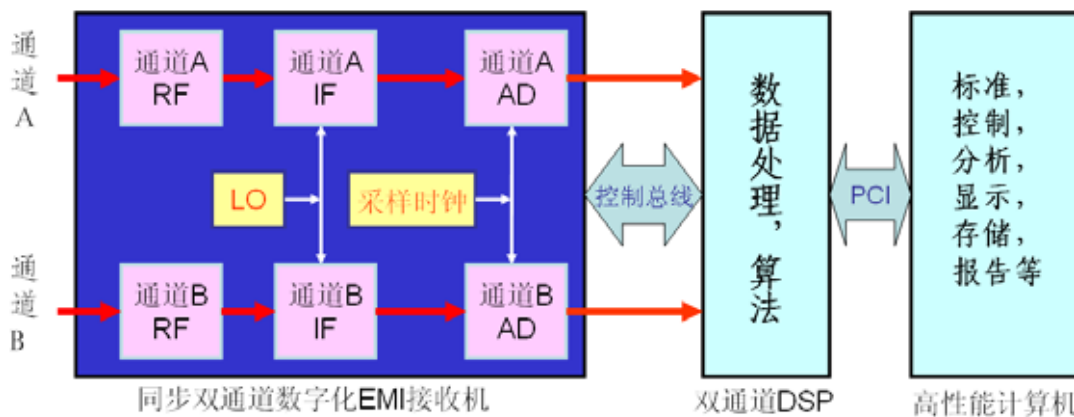 通道A
通道A
RF
通道A
IF
通道A
AD
LO
采样时钟
通道B
通道B
RF
通道B
IF
通道B
AD
同步双通道数字化EMI接收机
控制总线
数据处理，算法
双通道DSP
PCI
标准，
控制，
分析，
显示，
存储，
报告等
高性能计算机